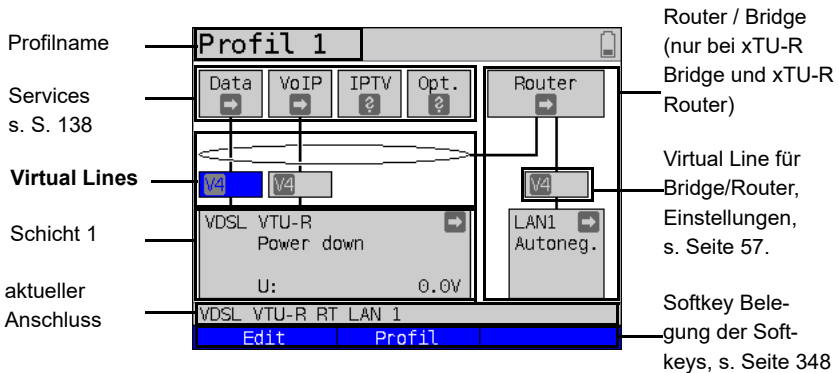 Profilname
Services
s. S. 138
Virtual Lines
Schicht 1
aktueller
Anschluss
Profil 1
Data VoIP IPTV Opt. Router
? ?
V4 V4 V4
VDSL VTU-R
Power down
U: 0.0V
LAN1
Autoneg.
VDSL VTU-R RT LAN 1
Edit Profil
Router / Bridge
(nur bei xTU-R
Bridge und xTU-R
Router)
Virtual Line für
Bridge/Router,
Einstellungen,
s. Seite 57.
Softkey Bele-
gung der Soft-
keys, s. Seite 348